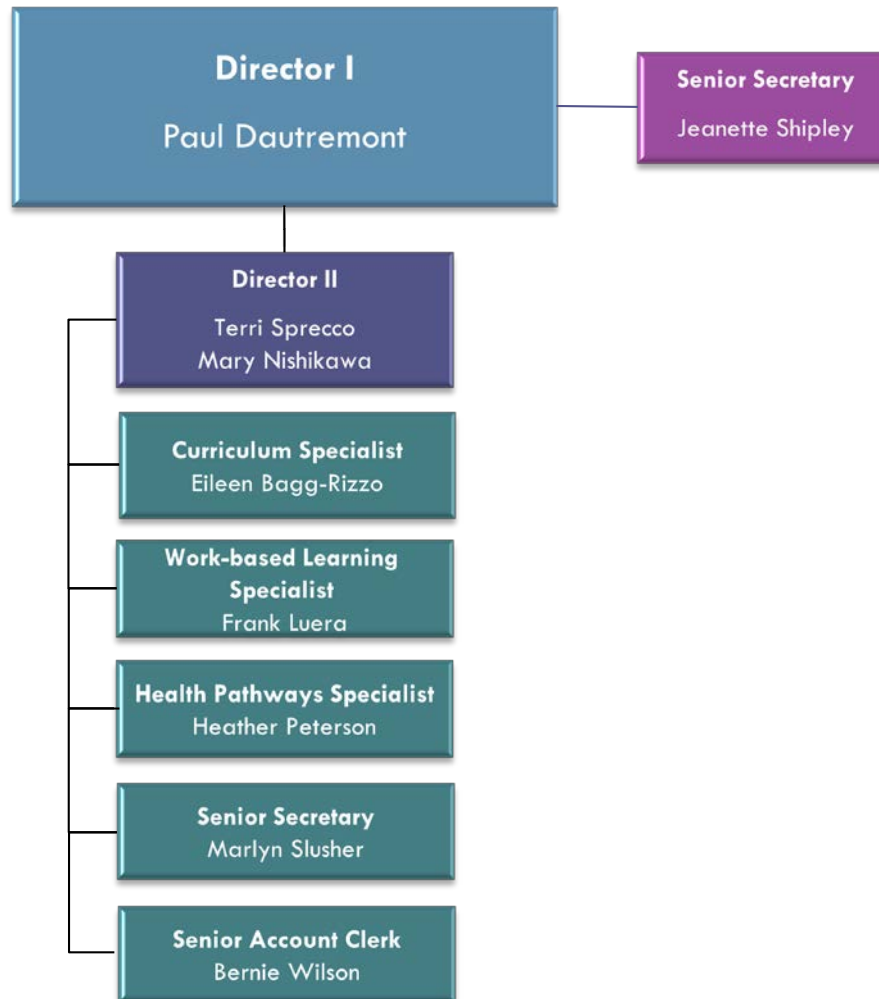 Director I
Paul Dautremont
Senior Secretary
Jeanette Shipley
Director II
Terri Sprecco
Mary Nishikawa
Curriculum Specialist
Eileen Bagg-Rizzo
Work-based Learning
Specialist
Frank Luera
Health Pathways Specialist
Heather Peterson
Senior Secretary
Marlyn Slusher
Senior Account Clerk
Bernie Wilson